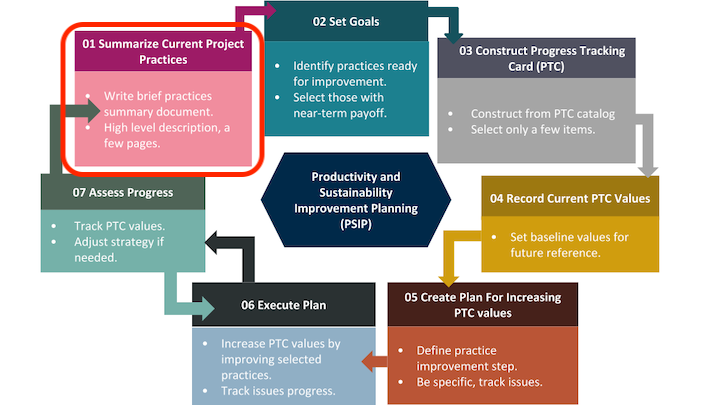 01 Summarize Current Project
Practices
• Write brief practices
summary document.
• High level description, a
few pages.
02 Set Goals
• Identify practices ready
for improvement.
• Select those with
near-term payoff.
03 Construct Progress Tracking
Card (PTC)
• Construct from PTC catalog
• Select only a few items.
Productivity and
Sustainability
Improvement Planning
(PSIP)
04 Record Current PTC Values
• Set baseline values for
future reference.
05 Create Plan For Increasing
PTC values
• Define practice
improvement step.
• Be specific, track issues.
06 Execute Plan
• Increase PTC values by
improving selected
practices.
• Track issues progress.
07 Assess Progress
• Track PTC values.
• Adjust strategy if
needed.